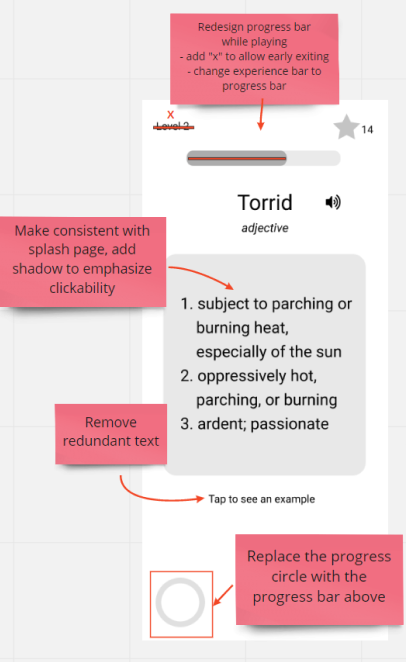 Redesign progress bar
while playing
- add "x" to allow early exiting
- change experience bar to
progress bar
X
Level 2
14
Torrid
adjective
Make consistent with
splash page, add
shadow to emphasize
clickability
1. subject to parching or
burning heat,
especially of the sun
2. oppressively hot,
parching, or burning
3. ardent; passionate
Remove
redundant text
Tap to see an example
Replace the progress
circle with the
progress bar above